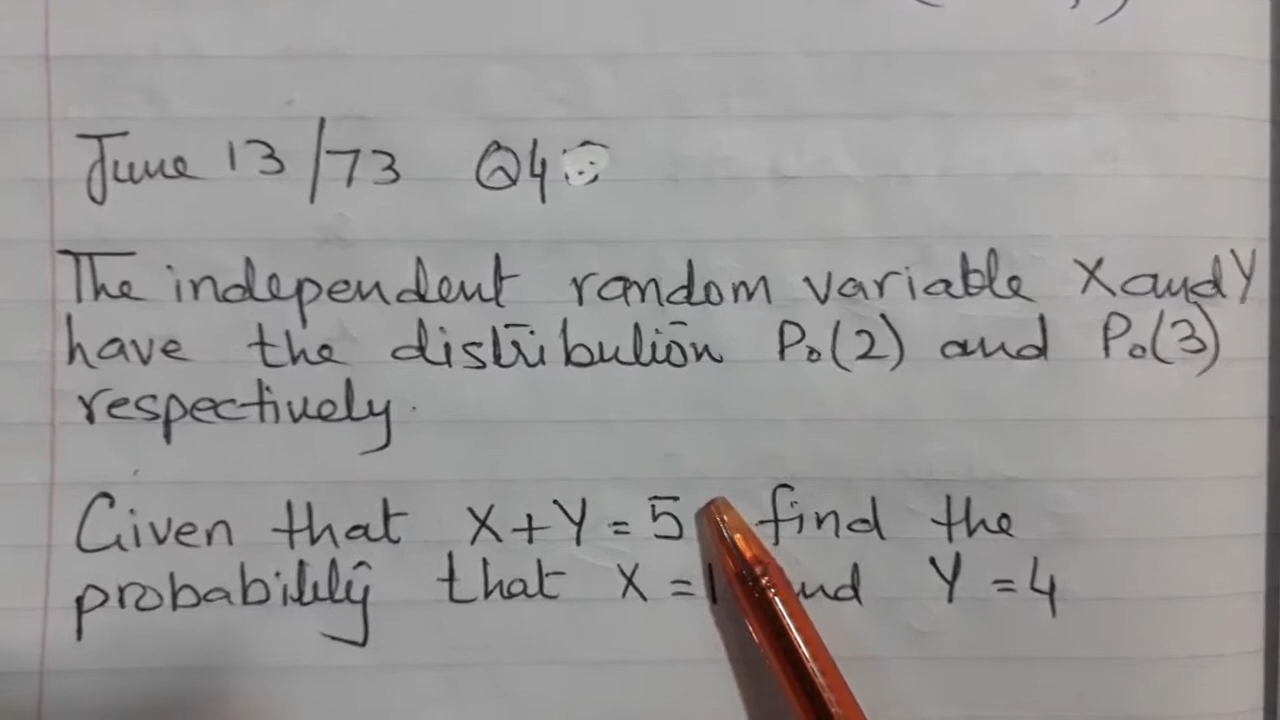 June 13/73 Q4
The independent random variable X and Y
have the distribution Po(2) and Po(3)
respectively.
Given that X+Y=5 find the
probability that X=1 and Y=4